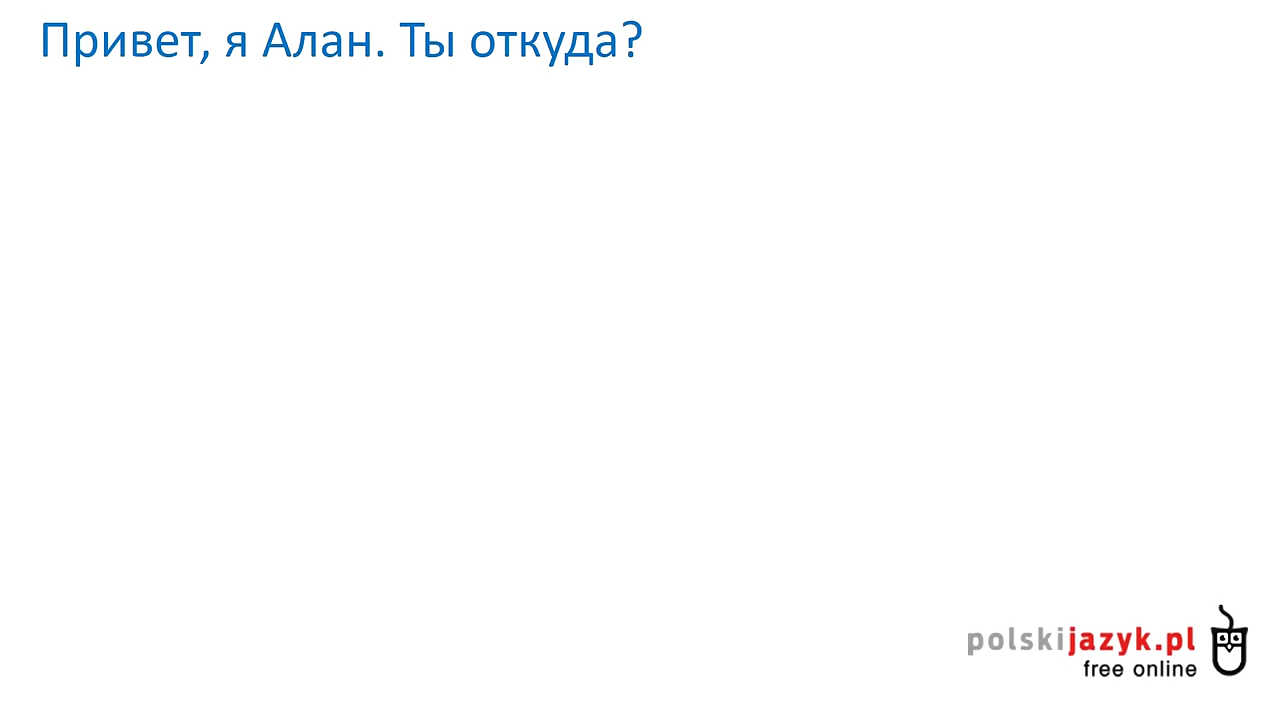 Привет, я Алан. Ты откуда?
polskijazyk.pl
free online